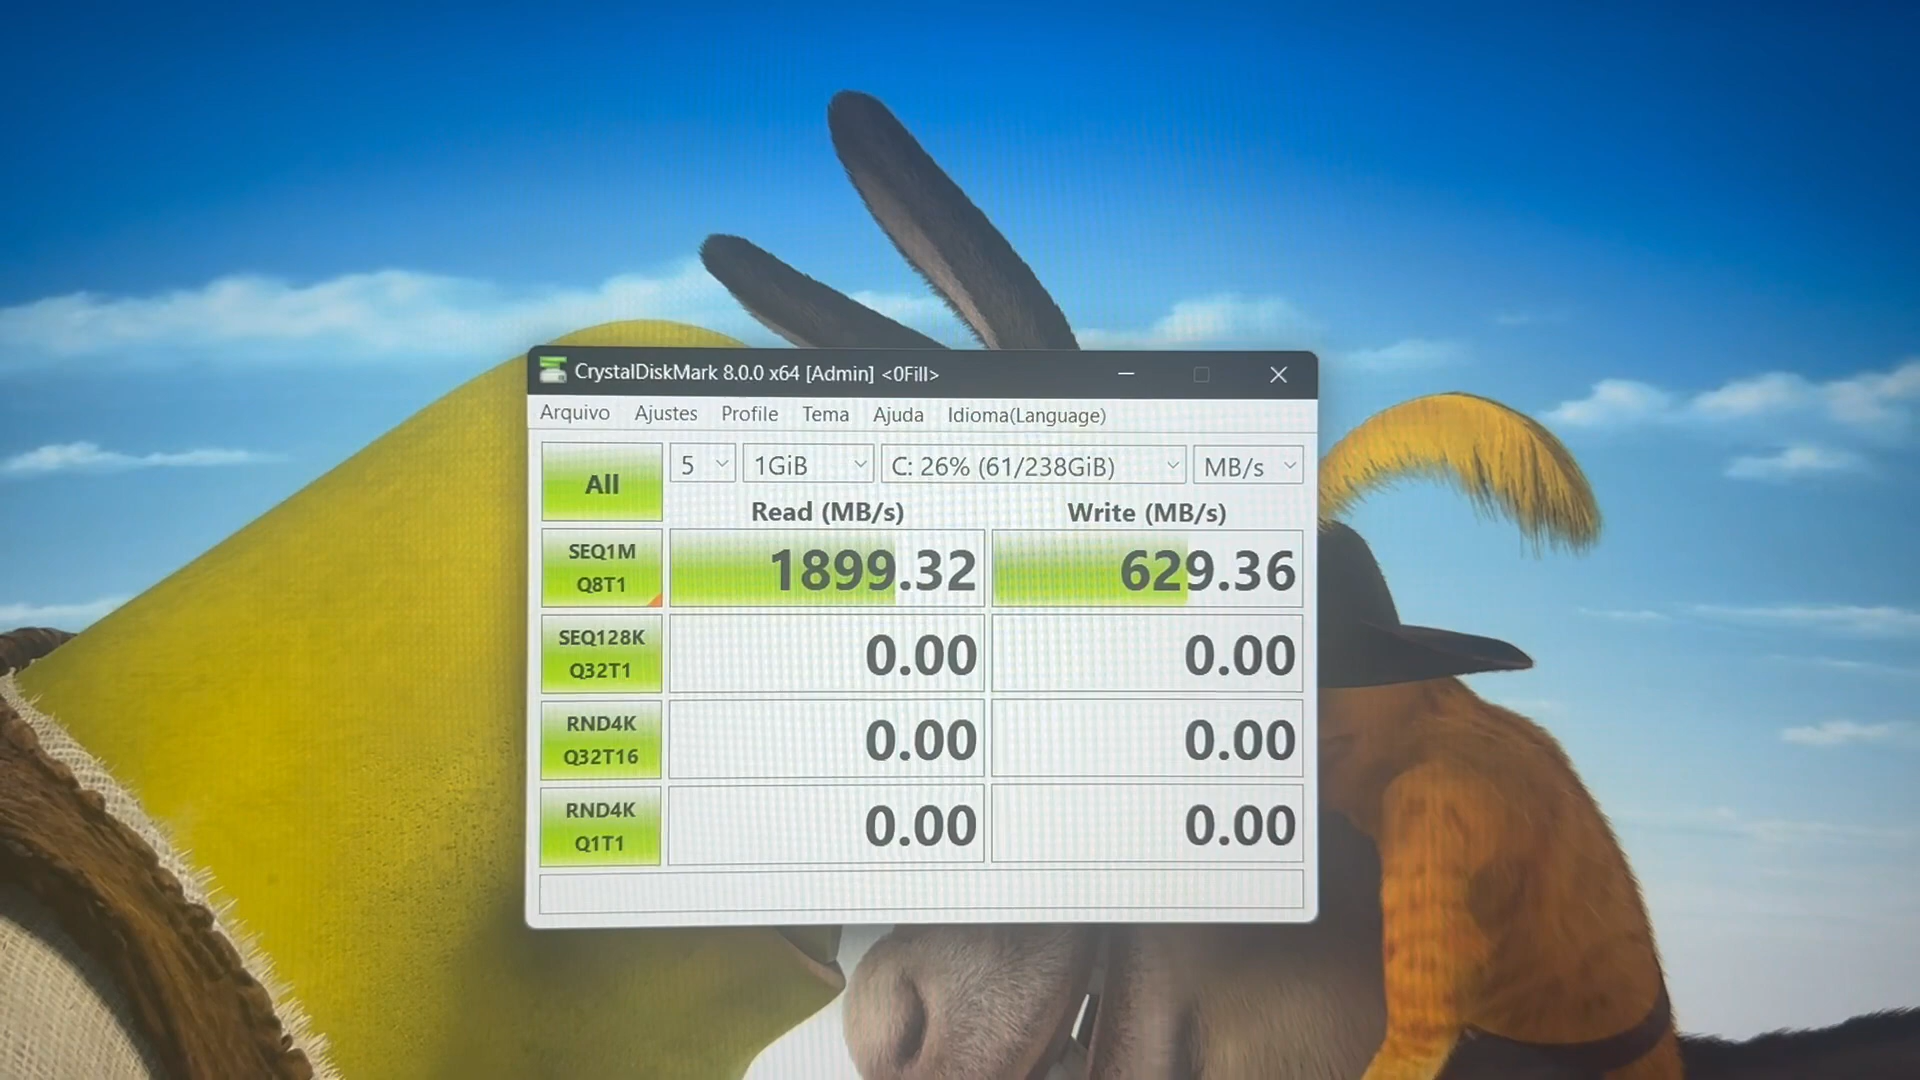 CrystalDiskMark 8.0.0 x64 [Admin] <0Fill>
Arquivo Ajustes Profile Tema Ajuda Idioma(Language)
All 5 1GiB C: 26% (61/238GiB) MB/s
Read (MB/s) Write (MB/s)
SEQ1M
Q8T1
1899.32 629.36
SEQ128K
Q32T1
0.00 0.00
RND4K
Q32T16
0.00 0.00
RND4K
Q1T1
0.00 0.00